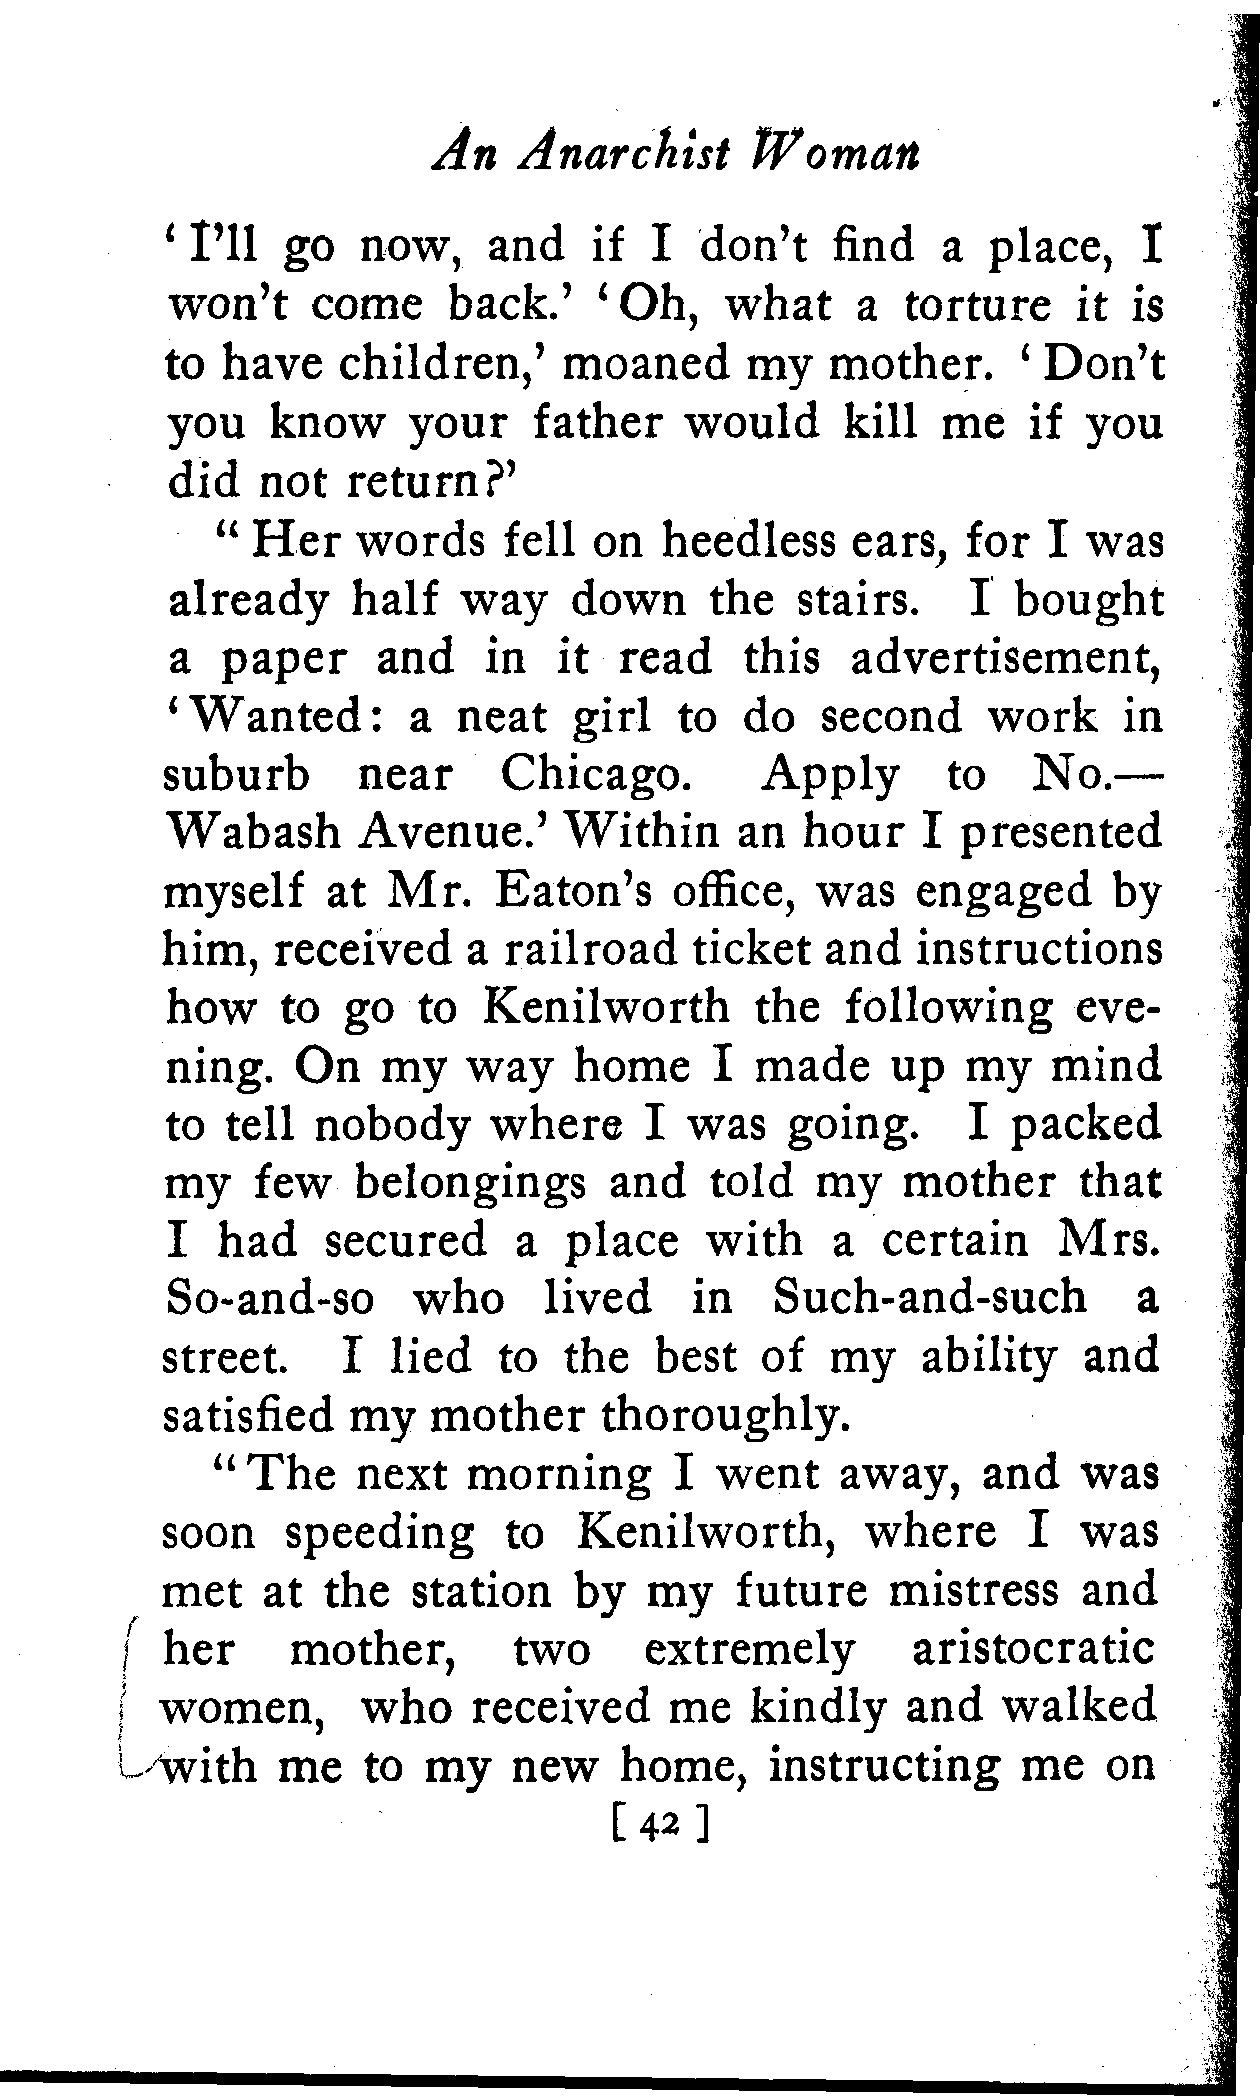 An Anarchist Woman
‘I’ll go now, and if I don’t find a place, I
won’t come back.’ ‘Oh, what a torture it is
to have children,’ moaned my mother. ‘Don’t
you know your father would kill me if you
did not return?’
“Her words fell on heedless ears, for I was
already half way down the stairs. I bought
a paper and in it read this advertisement,
‘Wanted: a neat girl to do second work in
suburb near Chicago. Apply to No.—
Wabash Avenue.’ Within an hour I presented
myself at Mr. Eaton’s office, was engaged by
him, received a railroad ticket and instructions
how to go to Kenilworth the following eve-
ning. On my way home I made up my mind
to tell nobody where I was going. I packed
my few belongings and told my mother that
I had secured a place with a certain Mrs.
So-and-so who lived in Such-and-such a
street. I lied to the best of my ability and
satisfied my mother thoroughly.
“The next morning I went away, and was
soon speeding to Kenilworth, where I was
met at the station by my future mistress and
her mother, two extremely aristocratic
women, who received me kindly and walked
with me to my new home, instructing me on
[ 42 ]